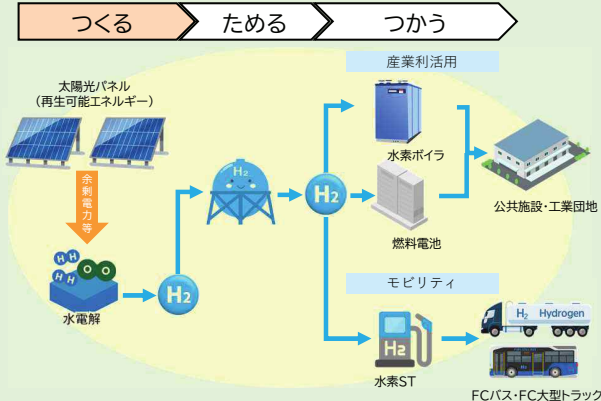 つくる
ためる
つかう
太陽光パネル
（再生可能エネルギー）
余剰電力等
H H
H H
O O
水電解
H2
H2
H2
産業利活用
水素ボイラ
燃料電池
公共施設・工業団地
モビリティ
H2
水素ST
H2 Hydrogen
FCバス・FC大型トラック